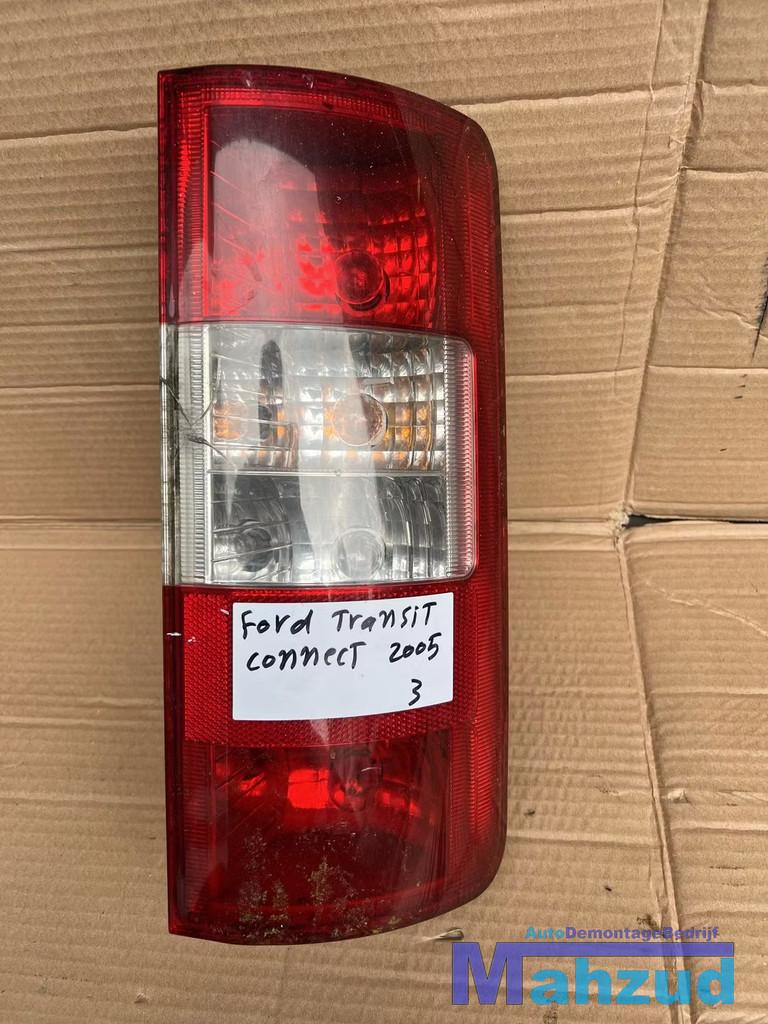 Ford Transit
connect 2005
3
AutoDemontageBedrijf
Mahzud